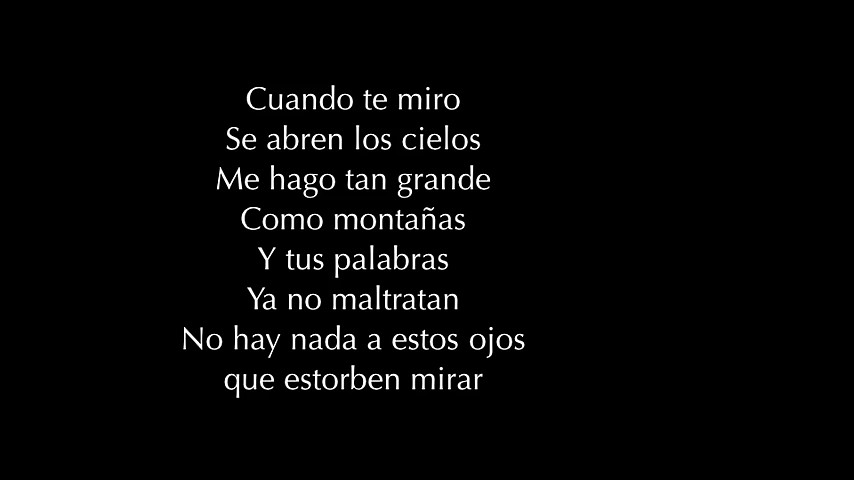 Cuando te miro
Se abren los cielos
Me hago tan grande
Como montañas
Y tus palabras
Ya no maltratan
No hay nada a estos ojos
que estorben mirar